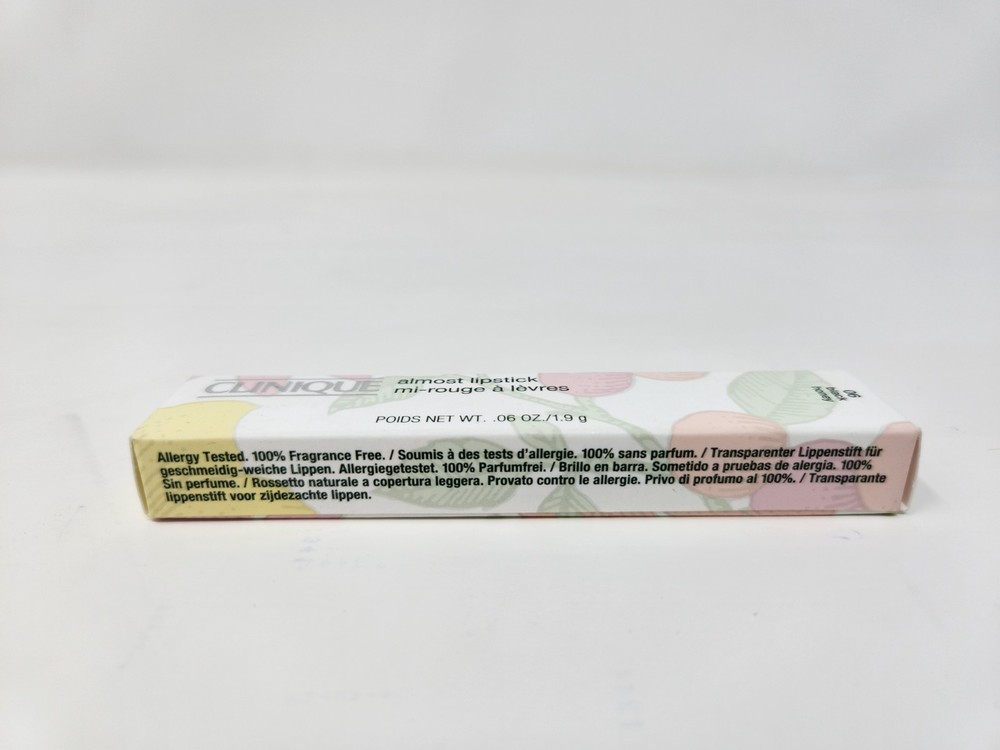 CLINIQUE
almost lipstick
mi-rouge à lèvres
POIDS NET WT. .06 OZ./1.9 g
06
Allergy Tested. 100% Fragrance Free. / Soumis à des tests d'allergie. 100% sans parfum. / Transparenter Lippenstift für
geschmeidig-weiche Lippen. Allergiegetestet. 100% Parfumfrei. / Brillo en barra. Sometido a pruebas de alergia. 100%
Sin perfume. / Rossetto naturale a copertura leggera. Provato contro le allergie. Privo di profumo al 100%. / Transparante
lippenstift voor zijdezachte lippen.